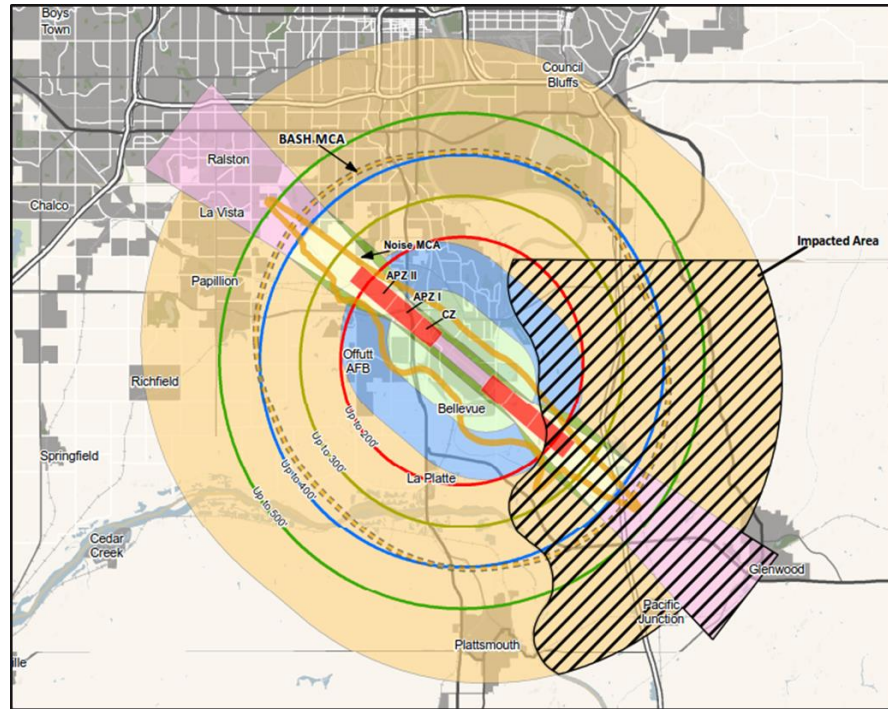 Boys
Town
Council
Bluffs
BASH MCA
Ralston
Chalco
La Vista
Noise MCA
Impacted Area
Papillion
APZ II
APZ I
CZ
Offutt
AFB
Richfield
Bellevue
Up to 200'
Up to 300'
Up to 400'
Up to 500'
Springfield
La Platte
Cedar
Creek
Glenwood
Pacific
Junction
Plattsmouth
ville